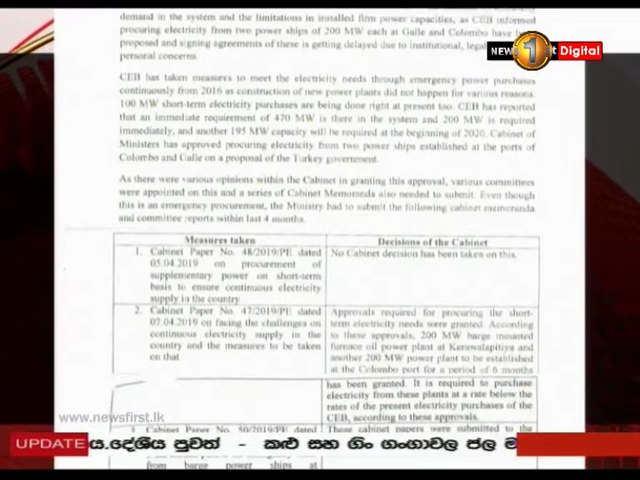 demand in the system and the limitations in installed firm power capacities, as CEB informed
procuring electricity from two power ships of 200 MW each at Galle and Colombo have been
proposed and signing agreements of these is getting delayed due to institutional, legal
personal concerns.
NEWS 1st Digital
CEB has taken measures to meet the electricity needs through emergency power purchases
continuously from 2016 as construction of new power plants did not happen for various reasons.
100 MW short-term electricity purchases are being done right at present too. CEB has reported
that an immediate requirement of 470 MW is there in the system and 200 MW is required
immediately, and another 195 MW capacity will be required at the beginning of 2020. Cabinet of
Ministers has approved procuring electricity from two power ships established at the ports of
Colombo and Galle on a proposal of the Turkey government.
As there were various opinions within the Cabinet in granting this approval, various committees
were appointed on this and a series of Cabinet Memoranda also needed to submit. Even though
this is an emergency procurement, the Ministry had to submit the following cabinet memoranda
and committee reports within last 4 months.
Measures taken
Decisions of the Cabinet
1. Cabinet Paper No. 48/2019/PE dated
05.04.2019 on procurement of
supplementary power on short-term
basis to ensure continuous electricity
supply in the country
No Cabinet decision has been taken on this.
2. Cabinet Paper No. 47/2019/PE dated
07.04.2019 on facing the challenges on
continuous electricity supply in the
country and the measures to be taken
on that
Approvals required for procuring the short-
term electricity needs were granted. According
to these approvals, 200 MW barge mounted
furnace oil power plant at Kerawalapitiya and
another 200 MW power plant to be established
at the Colombo port for a period of 6 months
has been granted. It is required to purchase
electricity from these plants at a rate below the
rates of the present electricity purchases of the
CEB, according to these approvals.
3. Cabinet Paper No. 50/2019/PE dated
These cabinet papers were submitted to the
from barge power ships at
www.newsfirst.lk
UPDATE
ය.දේශීය පුවත් - කළු සහ ගිං ගංගාවල ජල ම